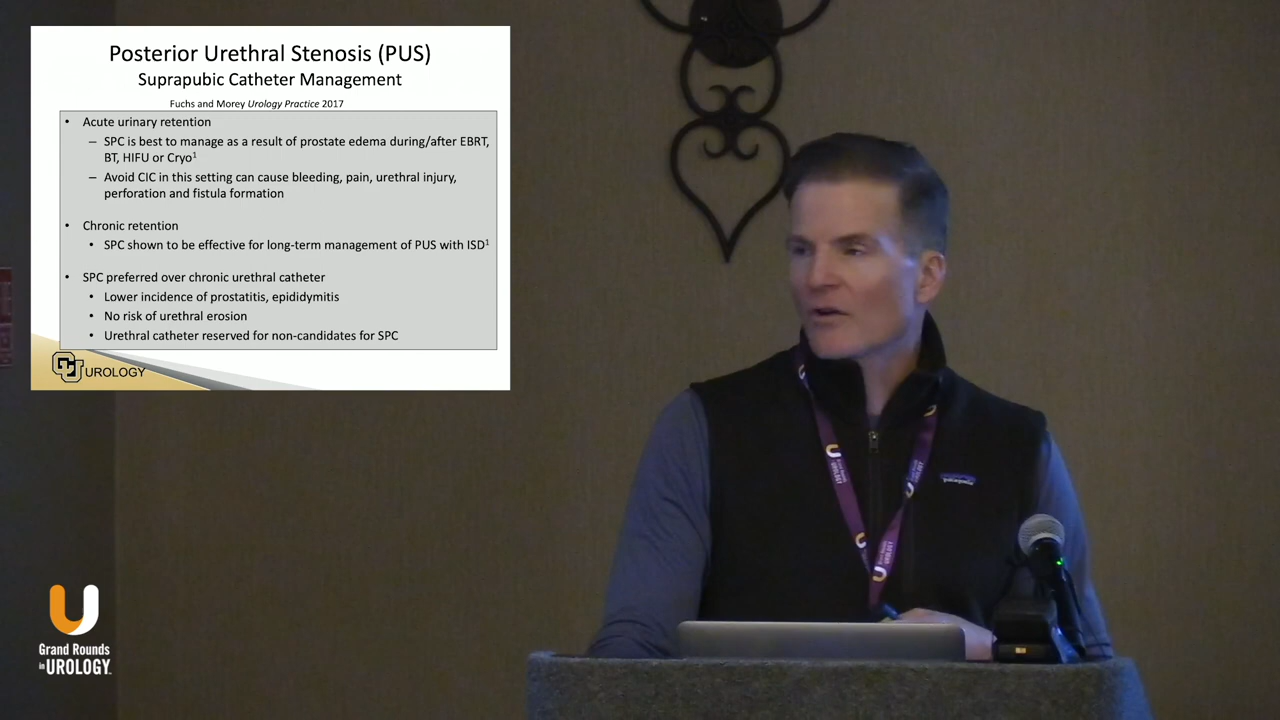 Posterior Urethral Stenosis (PUS)
Suprapubic Catheter Management
Fuchs and Morey Urology Practice 2017
• Acute urinary retention
– SPC is best to manage as a result of prostate edema during/after EBRT,
BT, HIFU or Cryo1
– Avoid CIC in this setting can cause bleeding, pain, urethral injury,
perforation and fistula formation
• Chronic retention
• SPC shown to be effective for long-term management of PUS with ISD1
• SPC preferred over chronic urethral catheter
• Lower incidence of prostatitis, epididymitis
• No risk of urethral erosion
• Urethral catheter reserved for non-candidates for SPC
CU UROLOGY
patagonia
Grand Rounds
in UROLOGY